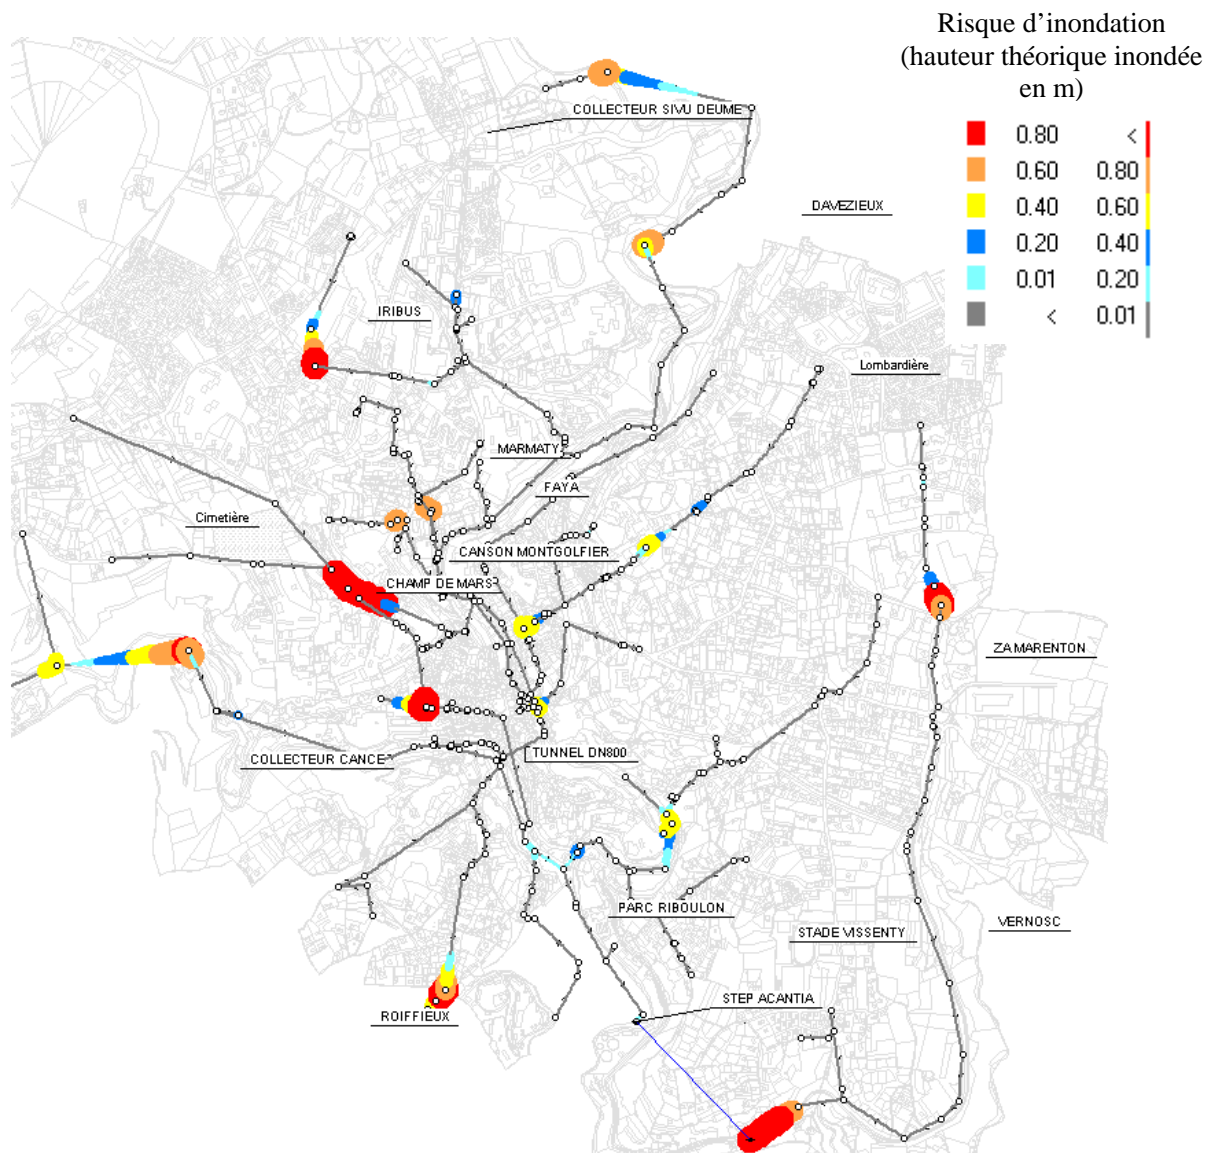 Risque d’inondation
(hauteur théorique inondée
en m)
0.80 <
0.60 0.80
0.40 0.60
0.20 0.40
0.01 0.20
< 0.01
COLLECTEUR SIVU DEUME
DAVEZIEUX
IRIBUS
Lombardière
MARMATY
FAYA
Cimetière
CANSON MONTGOLFIER
CHAMP DE MARS
ZA MARENTON
COLLECTEUR CANCE
TUNNEL DN800
PARC RIBOULON
VERNOSC
STADE VISSENTY
STEP ACANTIA
ROIFFIEUX